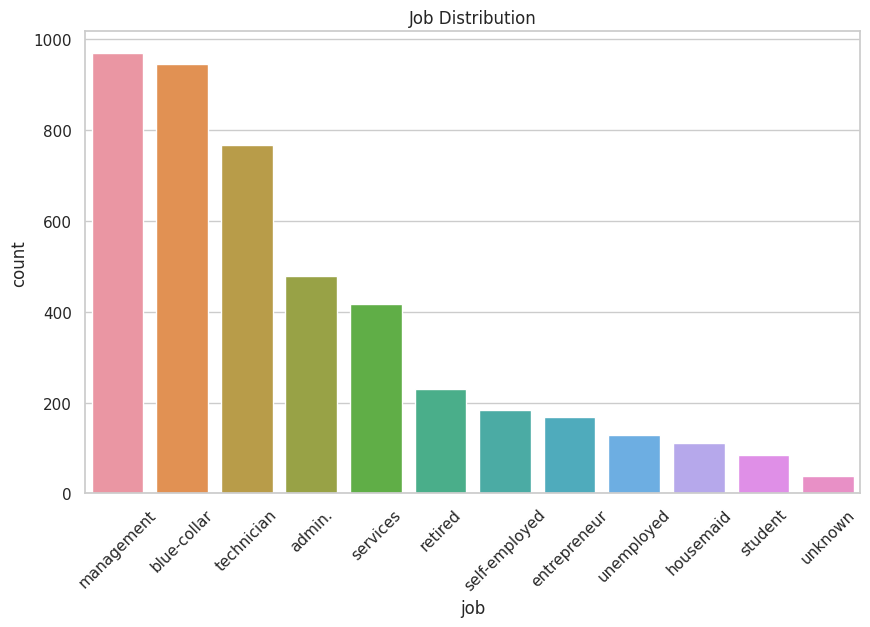 Job Distribution
1000
800
600
400
200
0
count
management
blue-collar
technician
admin.
services
retired
self-employed
entrepreneur
unemployed
housemaid
student
unknown
job